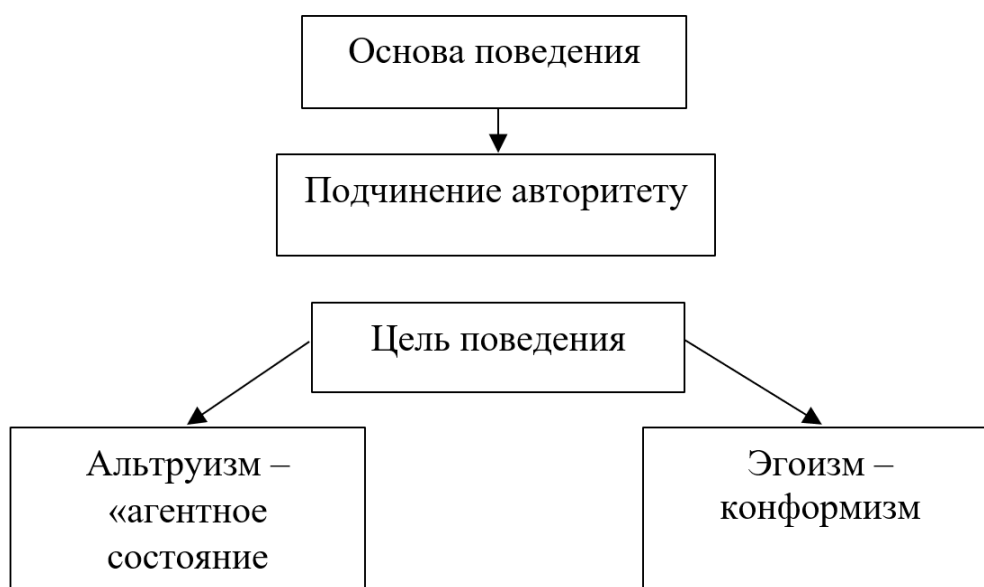 Основа поведения
Подчинение авторитету
Цель поведения
Альтруизм –
«агентное
состояние
Эгоизм –
конформизм